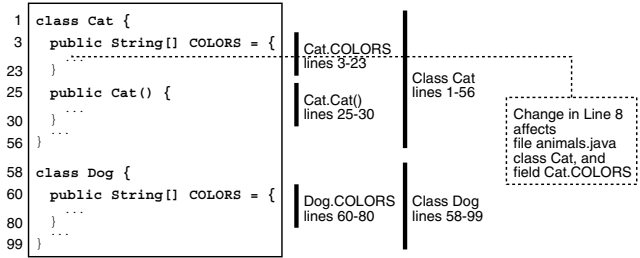 1 class Cat {
3 public String[] COLORS = {
...
23 }
25 public Cat() {
...
30 }
...
56 }
58 class Dog {
60 public String[] COLORS = {
...
80 }
...
99 }
Cat.COLORS
lines 3-23
Cat.Cat()
lines 25-30
Class Cat
lines 1-56
Dog.COLORS
lines 60-80
Class Dog
lines 58-99
Change in Line 8
affects
file animals.java
class Cat, and
field Cat.COLORS